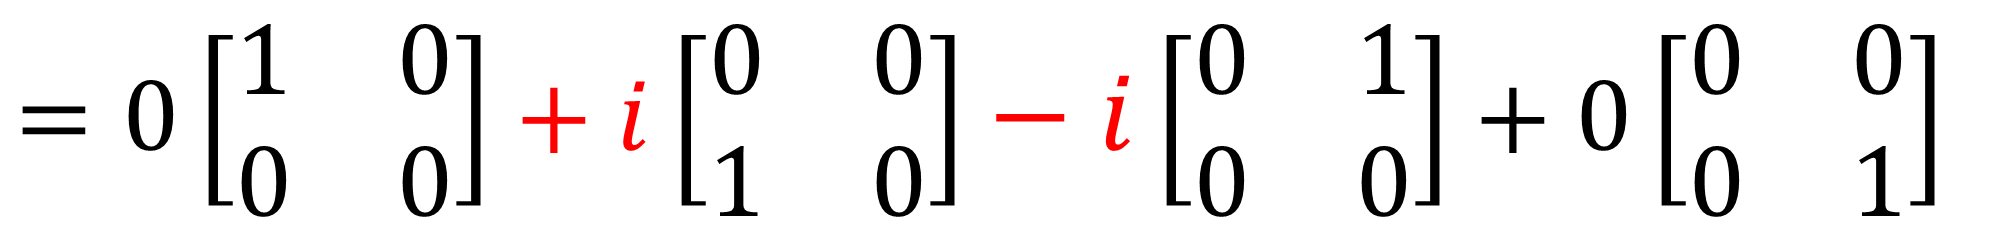 = 0 [1 0; 0 0] + i [0 0; 1 0] − i [0 1; 0 0] + 0 [0 0; 0 1]